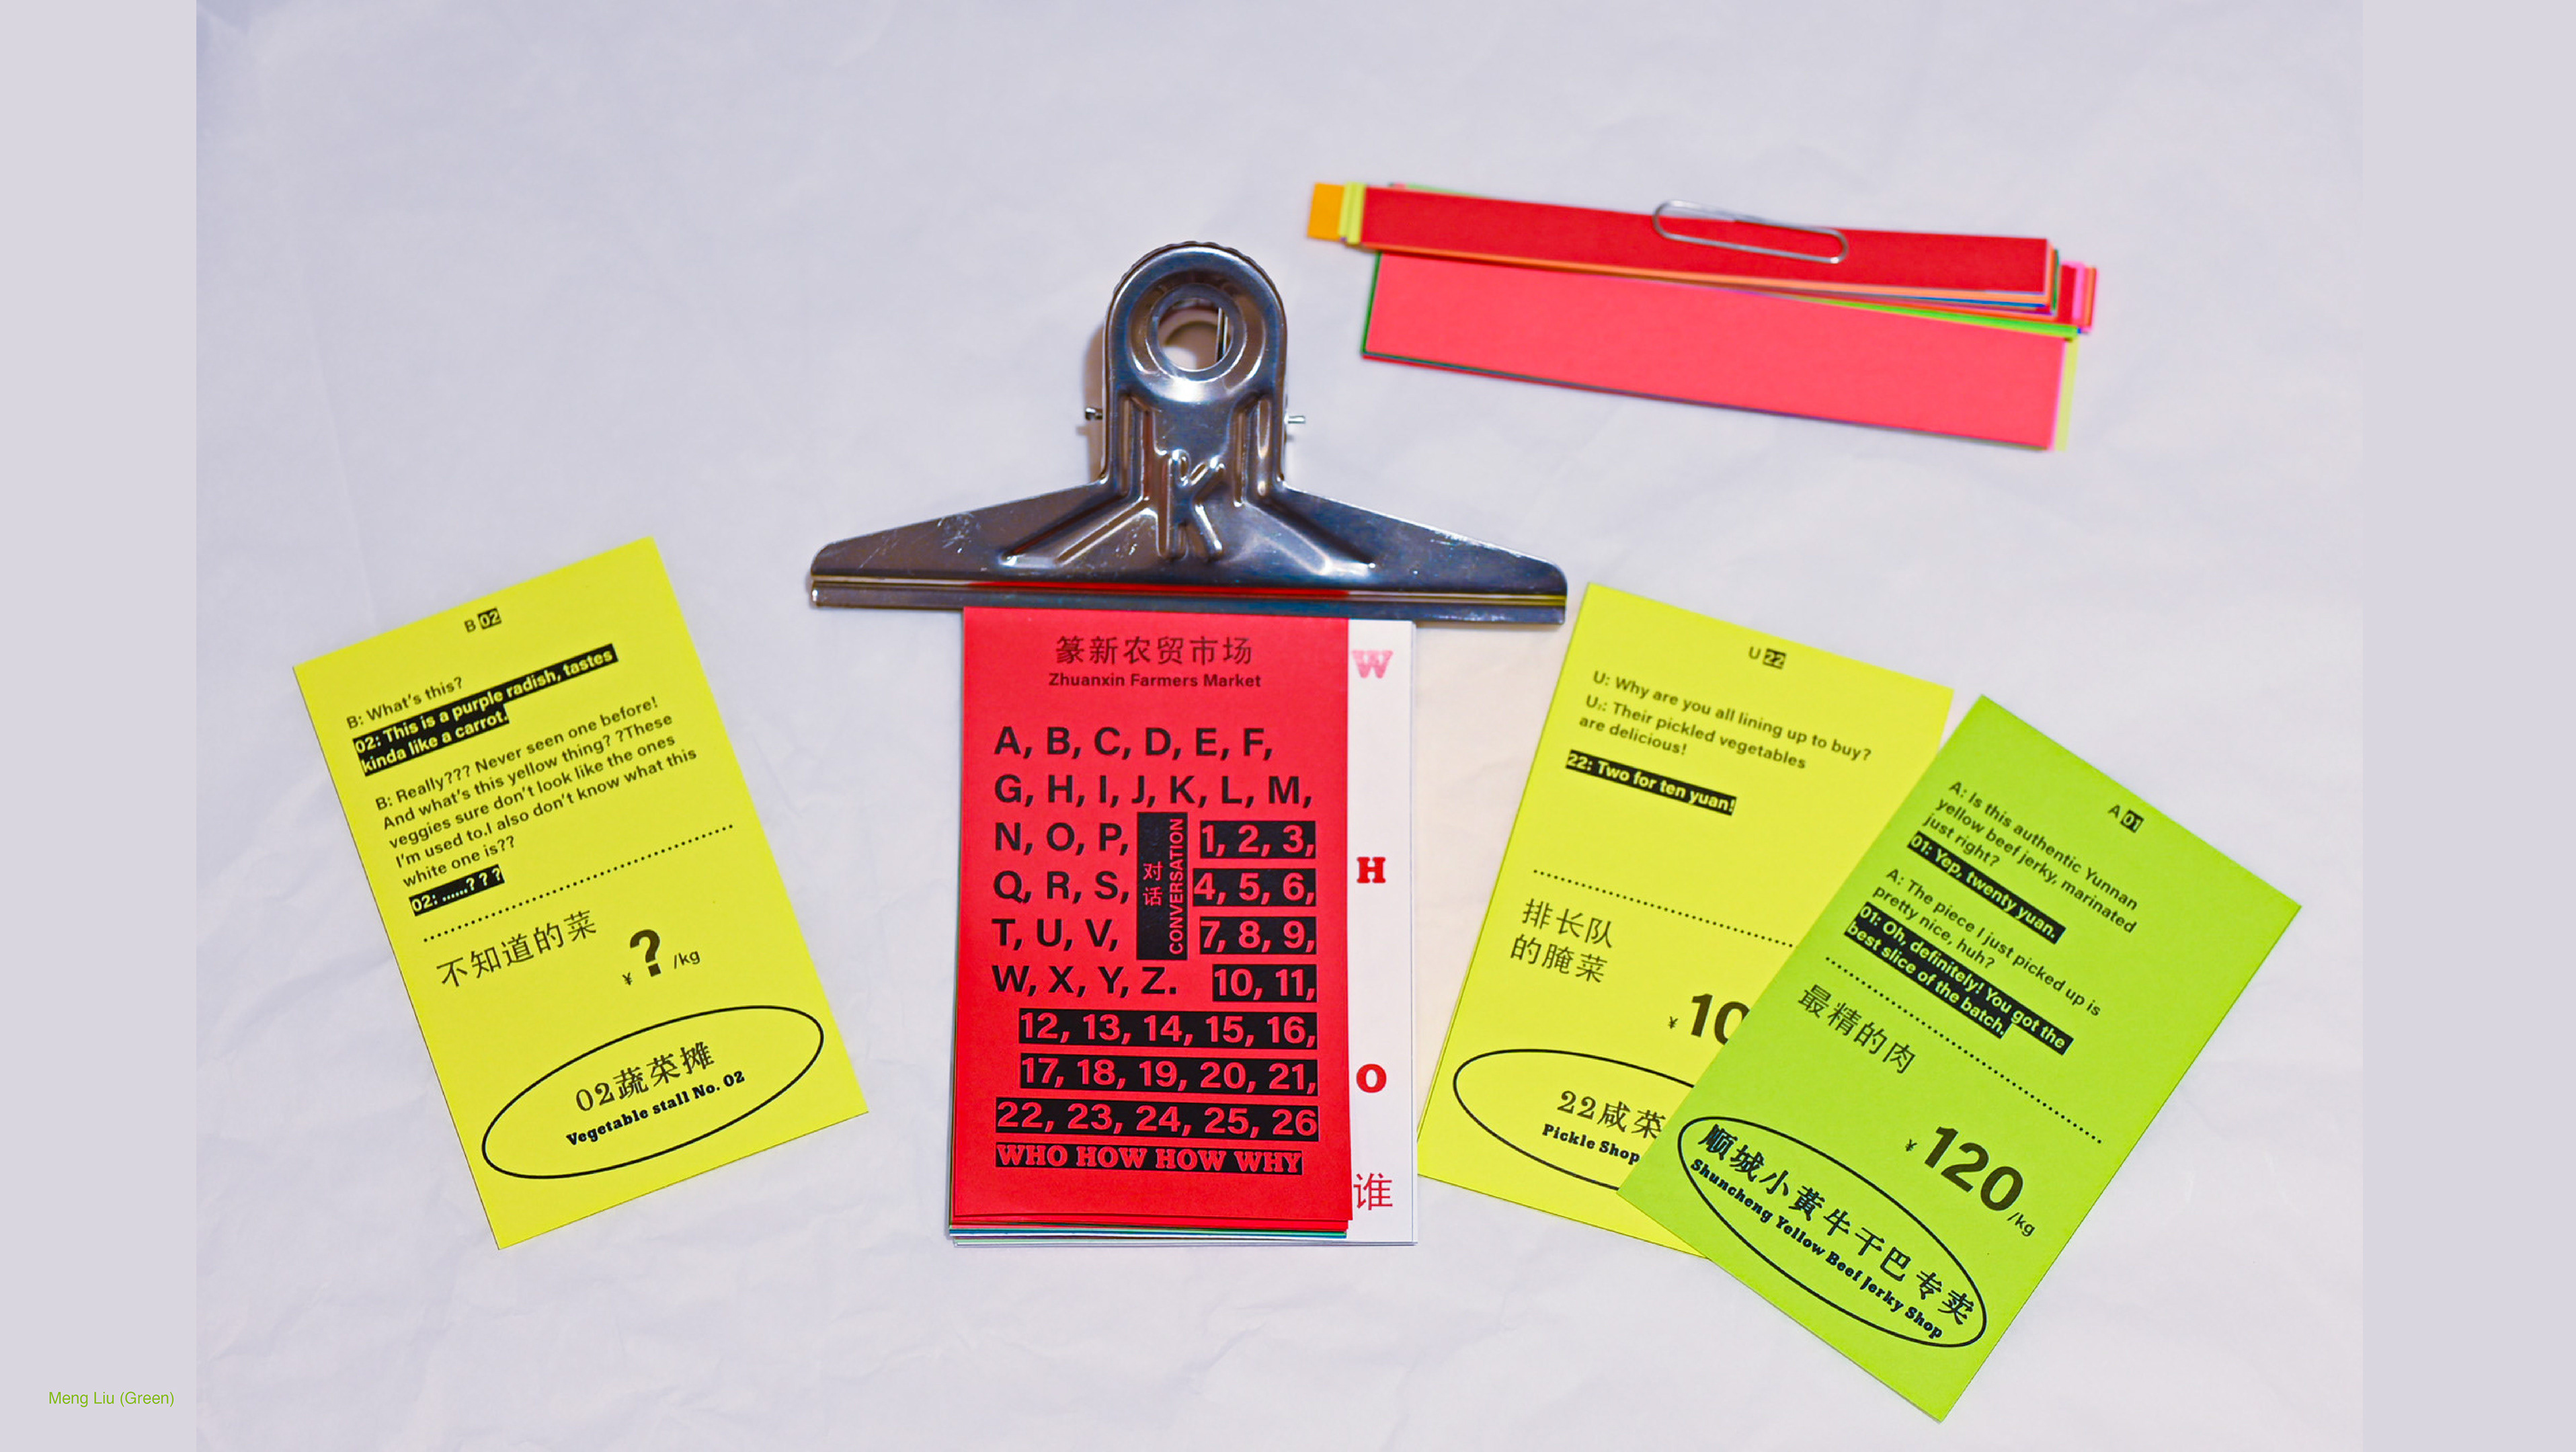 B 02
B: What's this?
02: This is a purple radish, tastes
kinda like a carrot.
B: Really??? Never seen one before!
And what's this yellow thing? ?These
veggies sure don't look like the ones
I'm used to.I also don't know what this
white one is??
02: ......? ? ?
不知道的菜
¥ ? /kg
02蔬菜摊
Vegetable stall No. 02
K
篆新农贸市场
Zhuanxin Farmers Market
A, B, C, D, E, F,
G, H, I, J, K, L, M,
N, O, P,
Q, R, S,
T, U, V,
W, X, Y, Z.
对话
CONVERSATION
1, 2, 3,
4, 5, 6,
7, 8, 9,
10, 11,
12, 13, 14, 15, 16,
17, 18, 19, 20, 21,
22, 23, 24, 25, 26
WHO HOW HOW WHY
W
H
O
谁
U 22
U: Why are you all lining up to buy?
U₁: Their pickled vegetables
are delicious!
22: Two for ten yuan!
排长队
的腌菜
¥ 10
22咸菜
Pickle Shop
A 01
A: Is this authentic Yunnan
yellow beef jerky, marinated
just right?
01: Yep, twenty yuan.
A: The piece I just picked up is
pretty nice, huh?
01: Oh, definitely! You got the
best slice of the batch.
最精的肉
¥ 120 /kg
顺城小黄牛干巴专卖
Shuncheng Yellow Beef Jerky Shop
Meng Liu (Green)